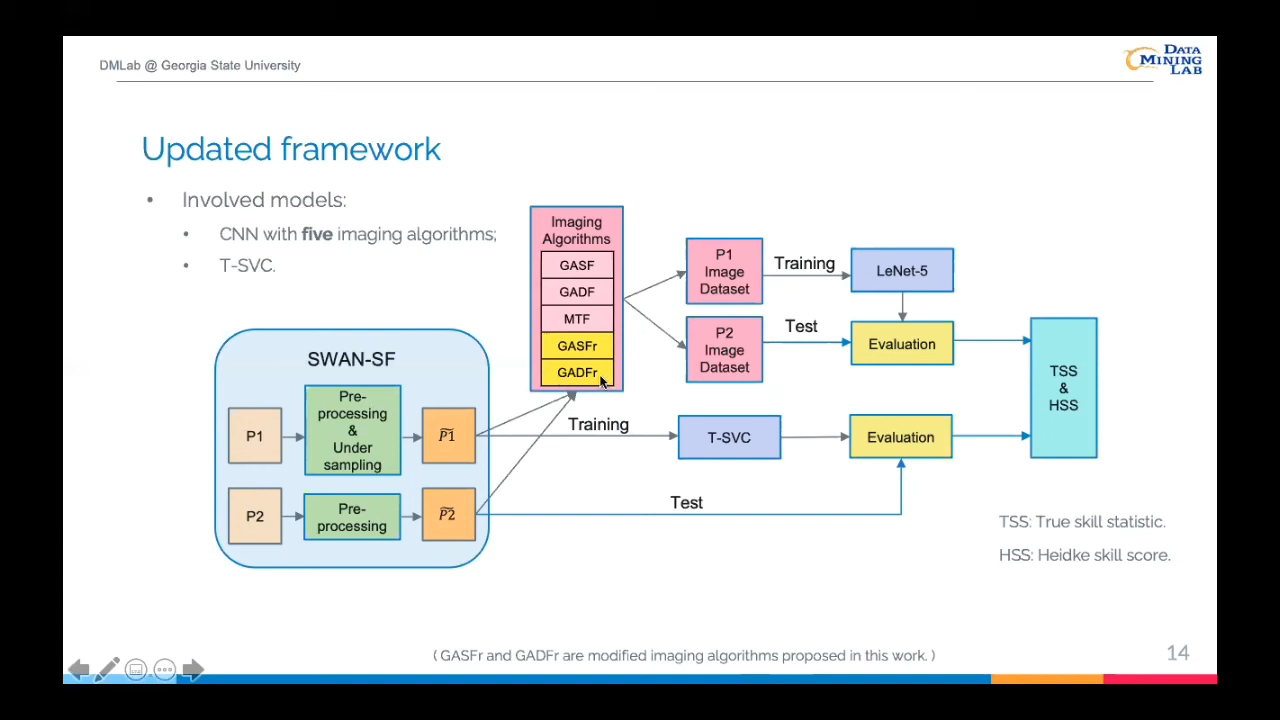 DMLab @ Georgia State University
DATA
MINING
LAB
Updated framework
• Involved models:
• CNN with five imaging algorithms;
• T-SVC.
Imaging
Algorithms
GASF
GADF
MTF
GASFr
GADFr
P1
Image
Dataset
Training
LeNet-5
P2
Image
Dataset
Test
Evaluation
TSS
&
HSS
SWAN-SF
P1
Pre-
processing
&
Under
sampling
P̃1
Training
T-SVC
Evaluation
P2
Pre-
processing
P̃2
Test
TSS: True skill statistic.
HSS: Heidke skill score.
( GASFr and GADFr are modified imaging algorithms proposed in this work. )
14